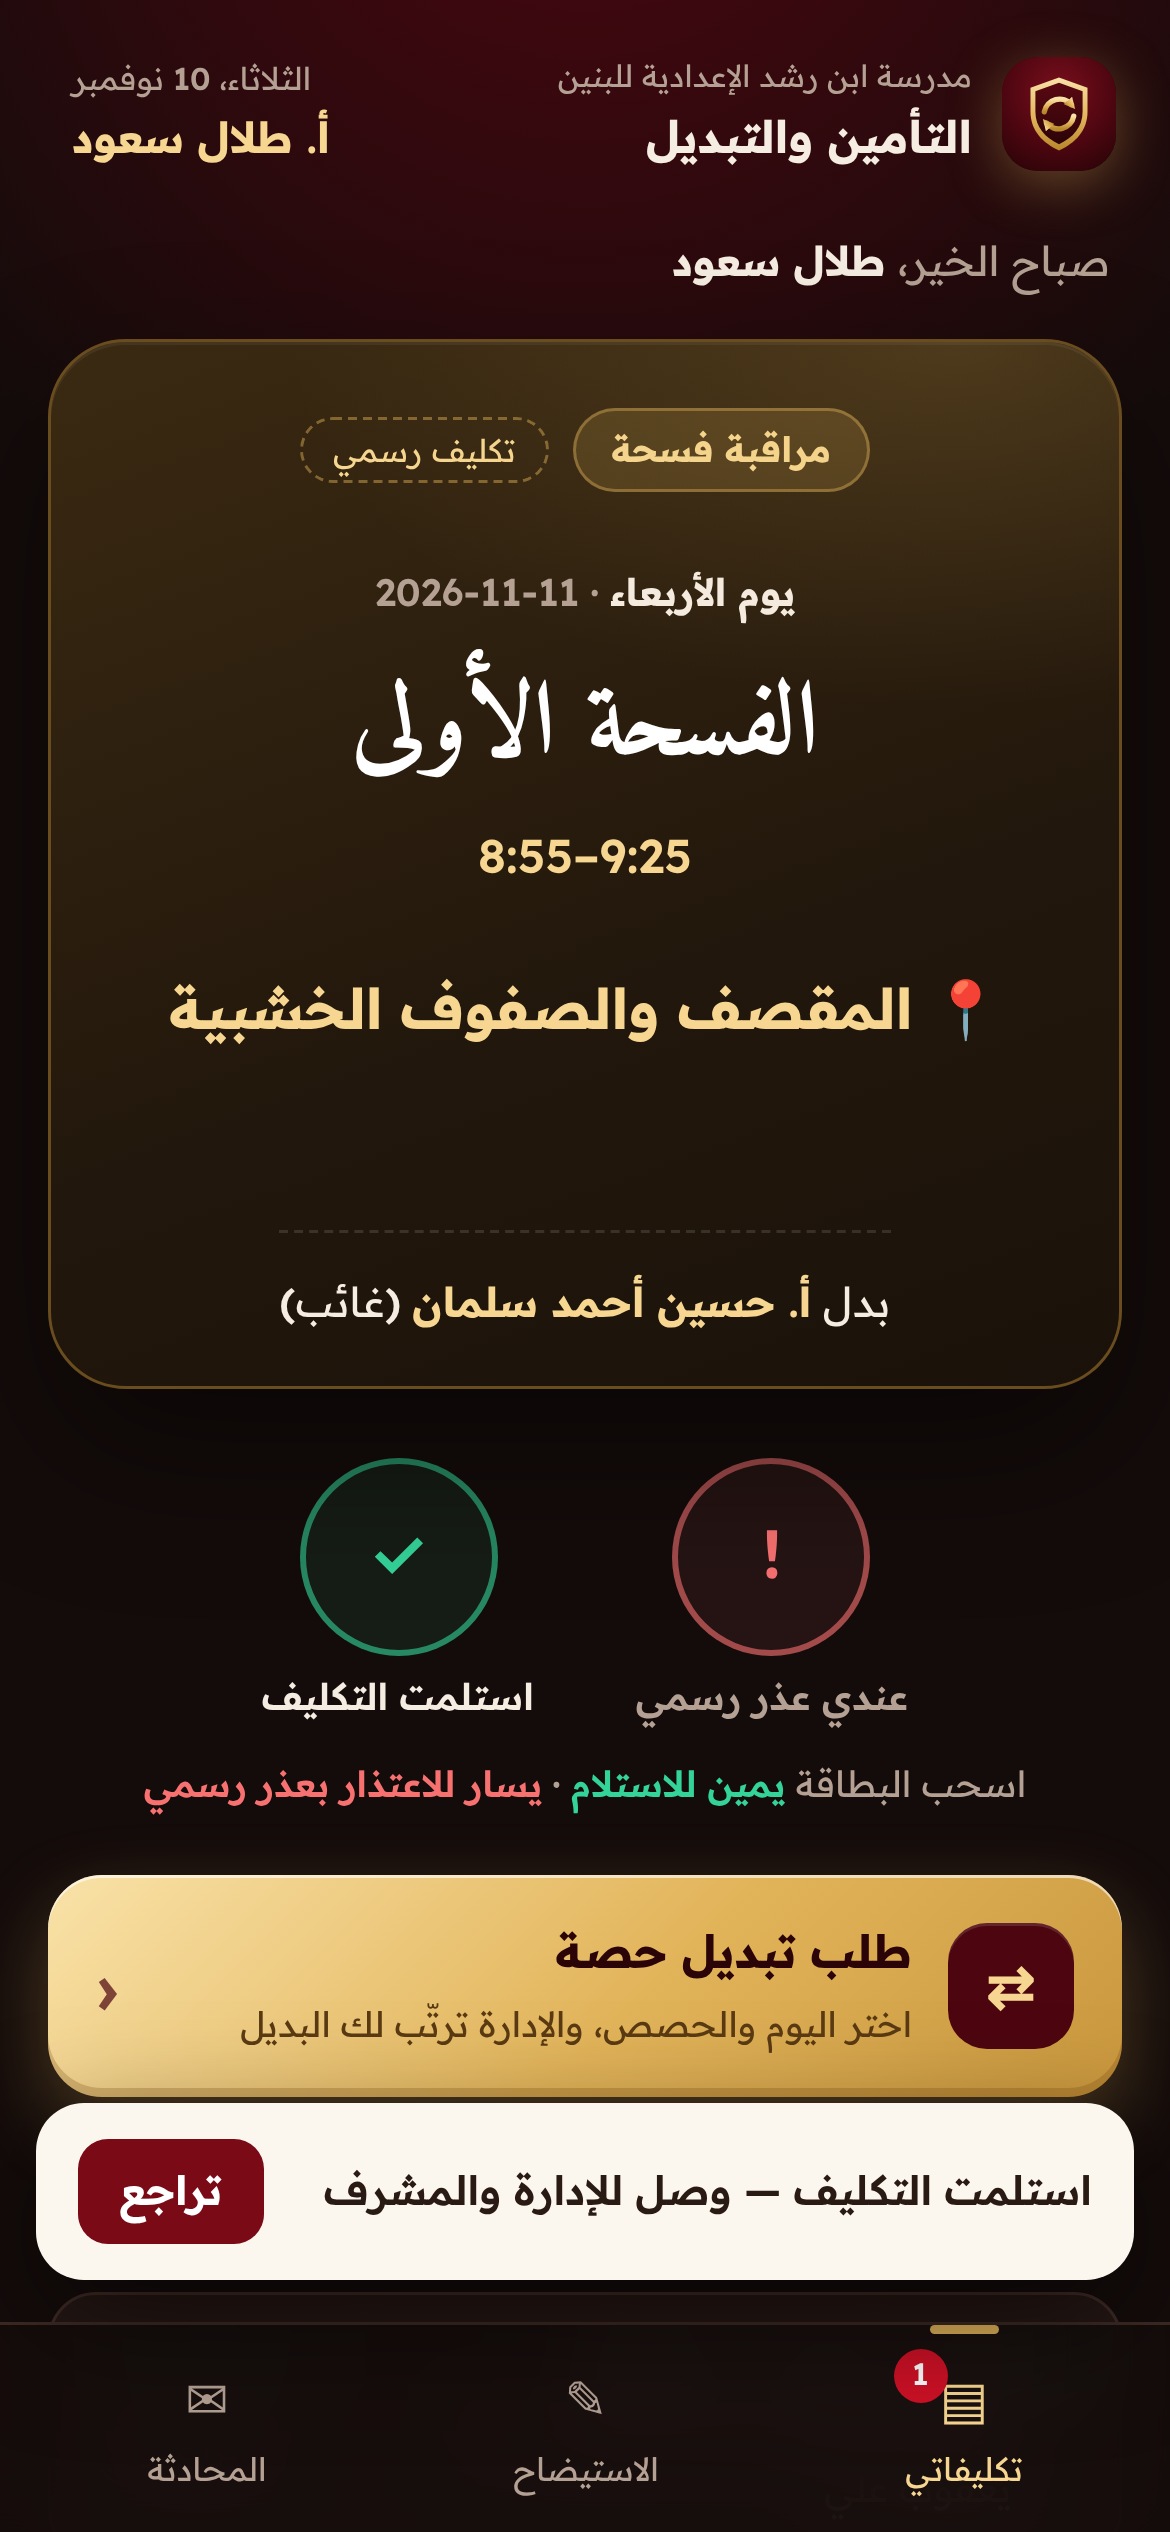 مدرسة ابن رشد الإعدادية للبنين
التأمين والتبديل
الثلاثاء، 10 نوفمبر
أ. طلال سعود
صباح الخير، طلال سعود
مراقبة فسحة
تكليف رسمي
يوم الأربعاء · 2026-11-11
الفسحة الأولى
8:55–9:25
📍 المقصف والصفوف الخشبية
بدل أ. حسين أحمد سلمان (غائب)
عندي عذر رسمي
استلمت التكليف
اسحب البطاقة يمين للاستلام · يسار للاعتذار بعذر رسمي
طلب تبديل حصة
اختر اليوم والحصص، والإدارة ترتّب لك البديل
استلمت التكليف — وصل للإدارة والمشرف
تراجع
1
تكليفاتي
الاستيضاح
المحادثة